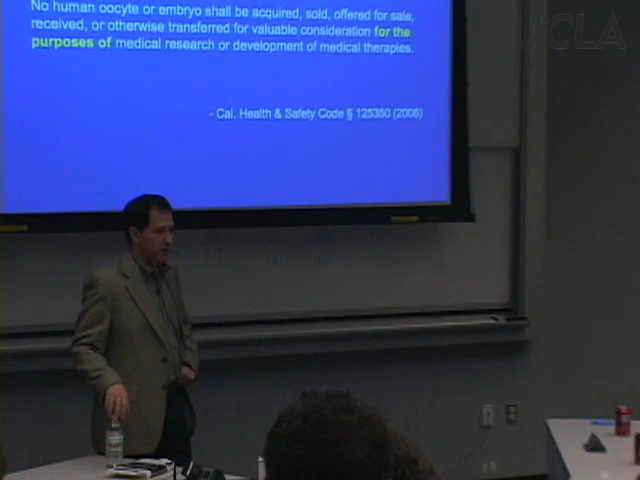 No human oocyte or embryo shall be acquired, sold, offered for sale,
received, or otherwise transferred for valuable consideration for the
purposes of medical research or development of medical therapies.
- Cal. Health & Safety Code § 125350 (2006)
UCLA